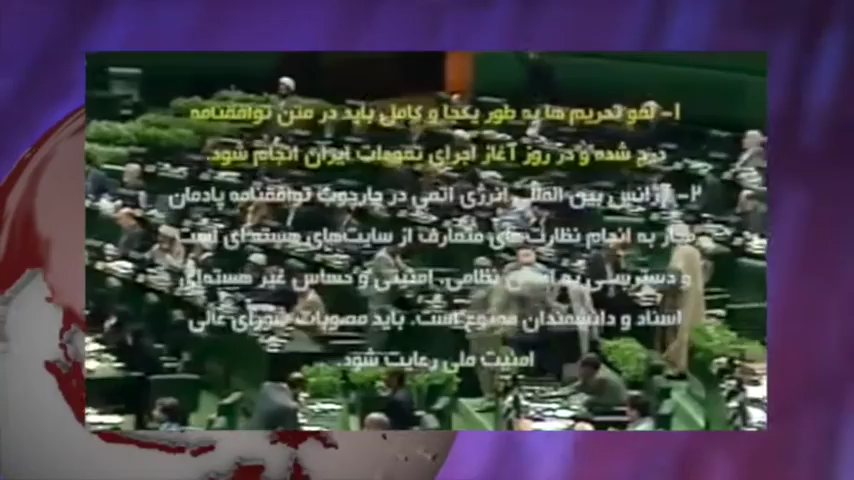 ۱- لغو تحریم ها به طور یکجا و کامل باید در متن توافقنامه
درج شده و در روز آغاز اجرای تعهدات ایران انجام شود.
۲- آژانس بین المللی انرژی اتمی در چارچوب توافقنامه پادمان
مجاز به انجام نظارت‌های متعارف از سایت‌های هسته‌ای است
و دسترسی به اماکن نظامی، امنیتی و حساس غیر هسته‌ای
اسناد و دانشمندان ممنوع است. باید مصوبات شورای عالی
امنیت ملی رعایت شود.